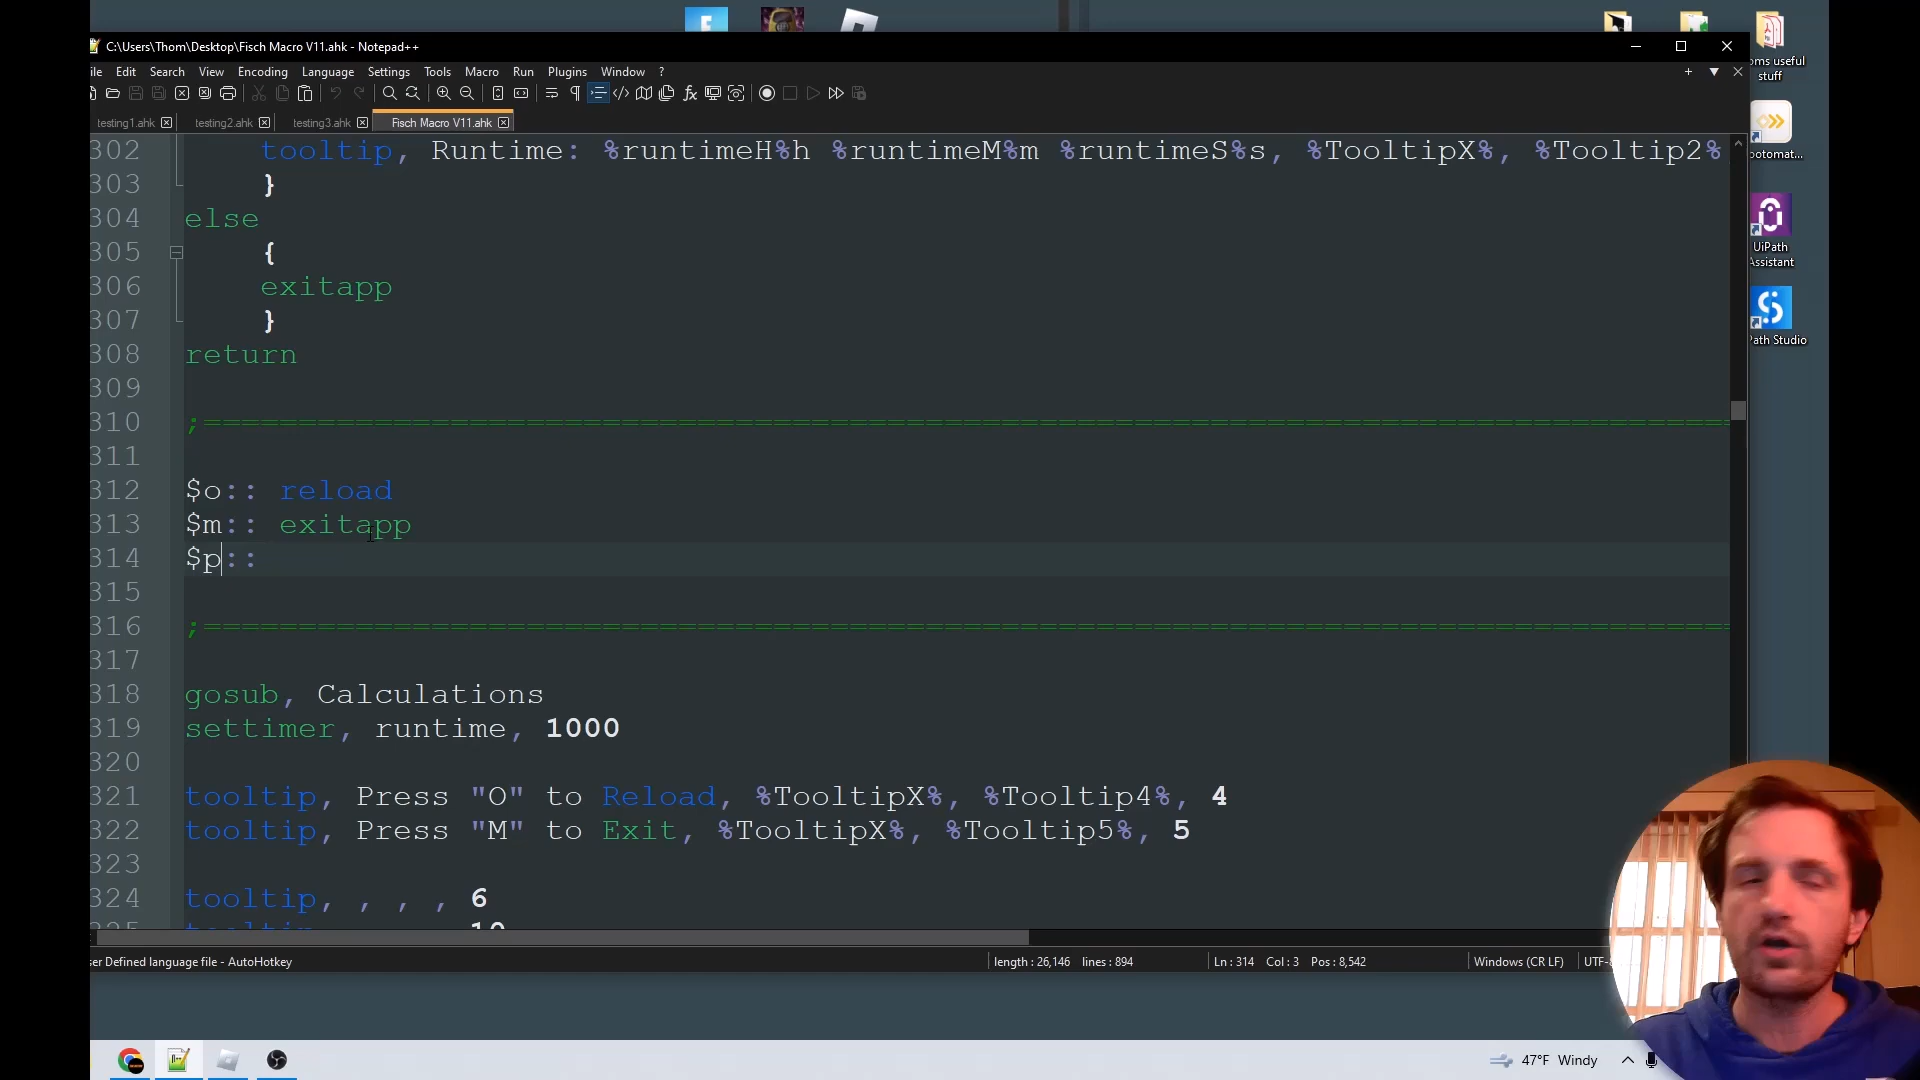 C:\Users\Thom\Desktop\Fisch Macro V11.ahk - Notepad++
ile Edit Search View Encoding Language Settings Tools Macro Run Plugins Window ?
testing1.ahk testing2.ahk testing3.ahk Fisch Macro V11.ahk
302 tooltip, Runtime: %runtimeH%h %runtimeM%m %runtimeS%s, %TooltipX%, %Tooltip2%
303 }
304 else
305 {
306 exitapp
307 }
308 return
309
310 ;================================================================================
311
312 $o:: reload
313 $m:: exitapp
314 $p::
315
316 ;================================================================================
317
318 gosub, Calculations
319 settimer, runtime, 1000
320
321 tooltip, Press "O" to Reload, %TooltipX%, %Tooltip4%, 4
322 tooltip, Press "M" to Exit, %TooltipX%, %Tooltip5%, 5
323
324 tooltip, , , , 6
ser Defined language file - AutoHotkey length : 26,146 lines : 894 Ln : 314 Col : 3 Pos : 8,542 Windows (CR LF) UTF-
oms useful
stuff
otomat...
UiPath
Assistant
Path Studio
47°F Windy